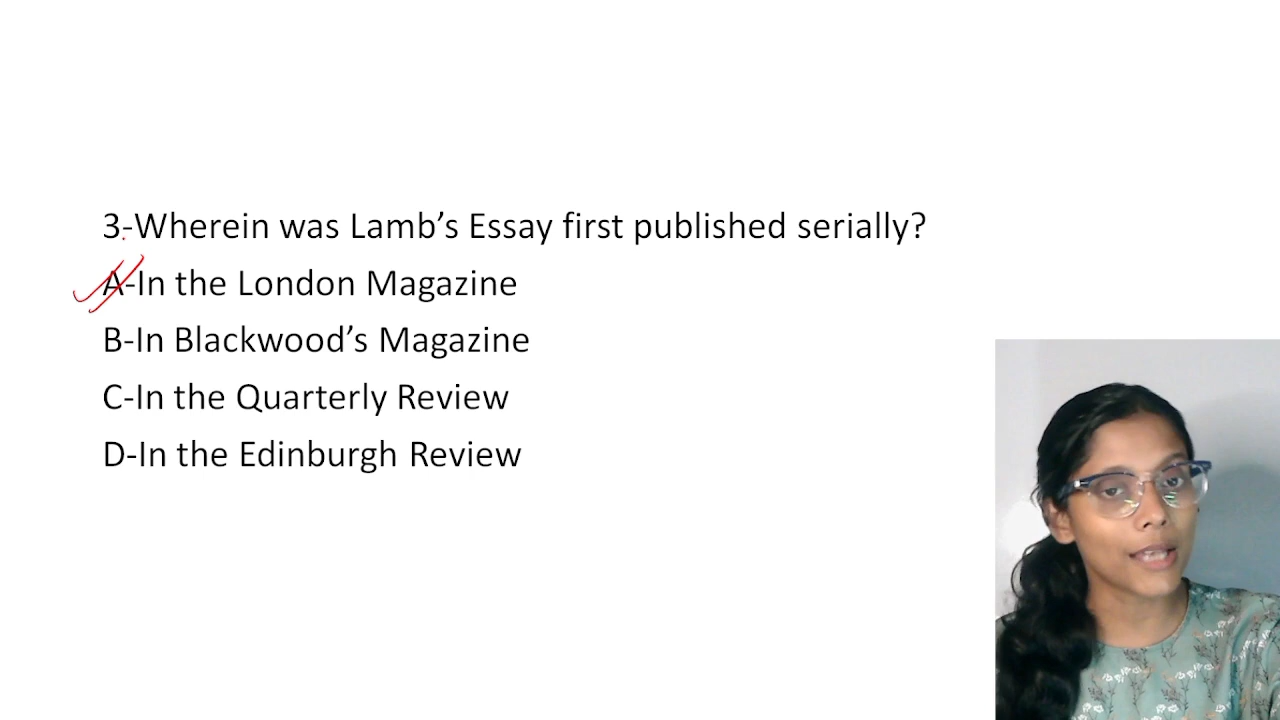 3-Wherein was Lamb’s Essay first published serially?
A-In the London Magazine
B-In Blackwood’s Magazine
C-In the Quarterly Review
D-In the Edinburgh Review